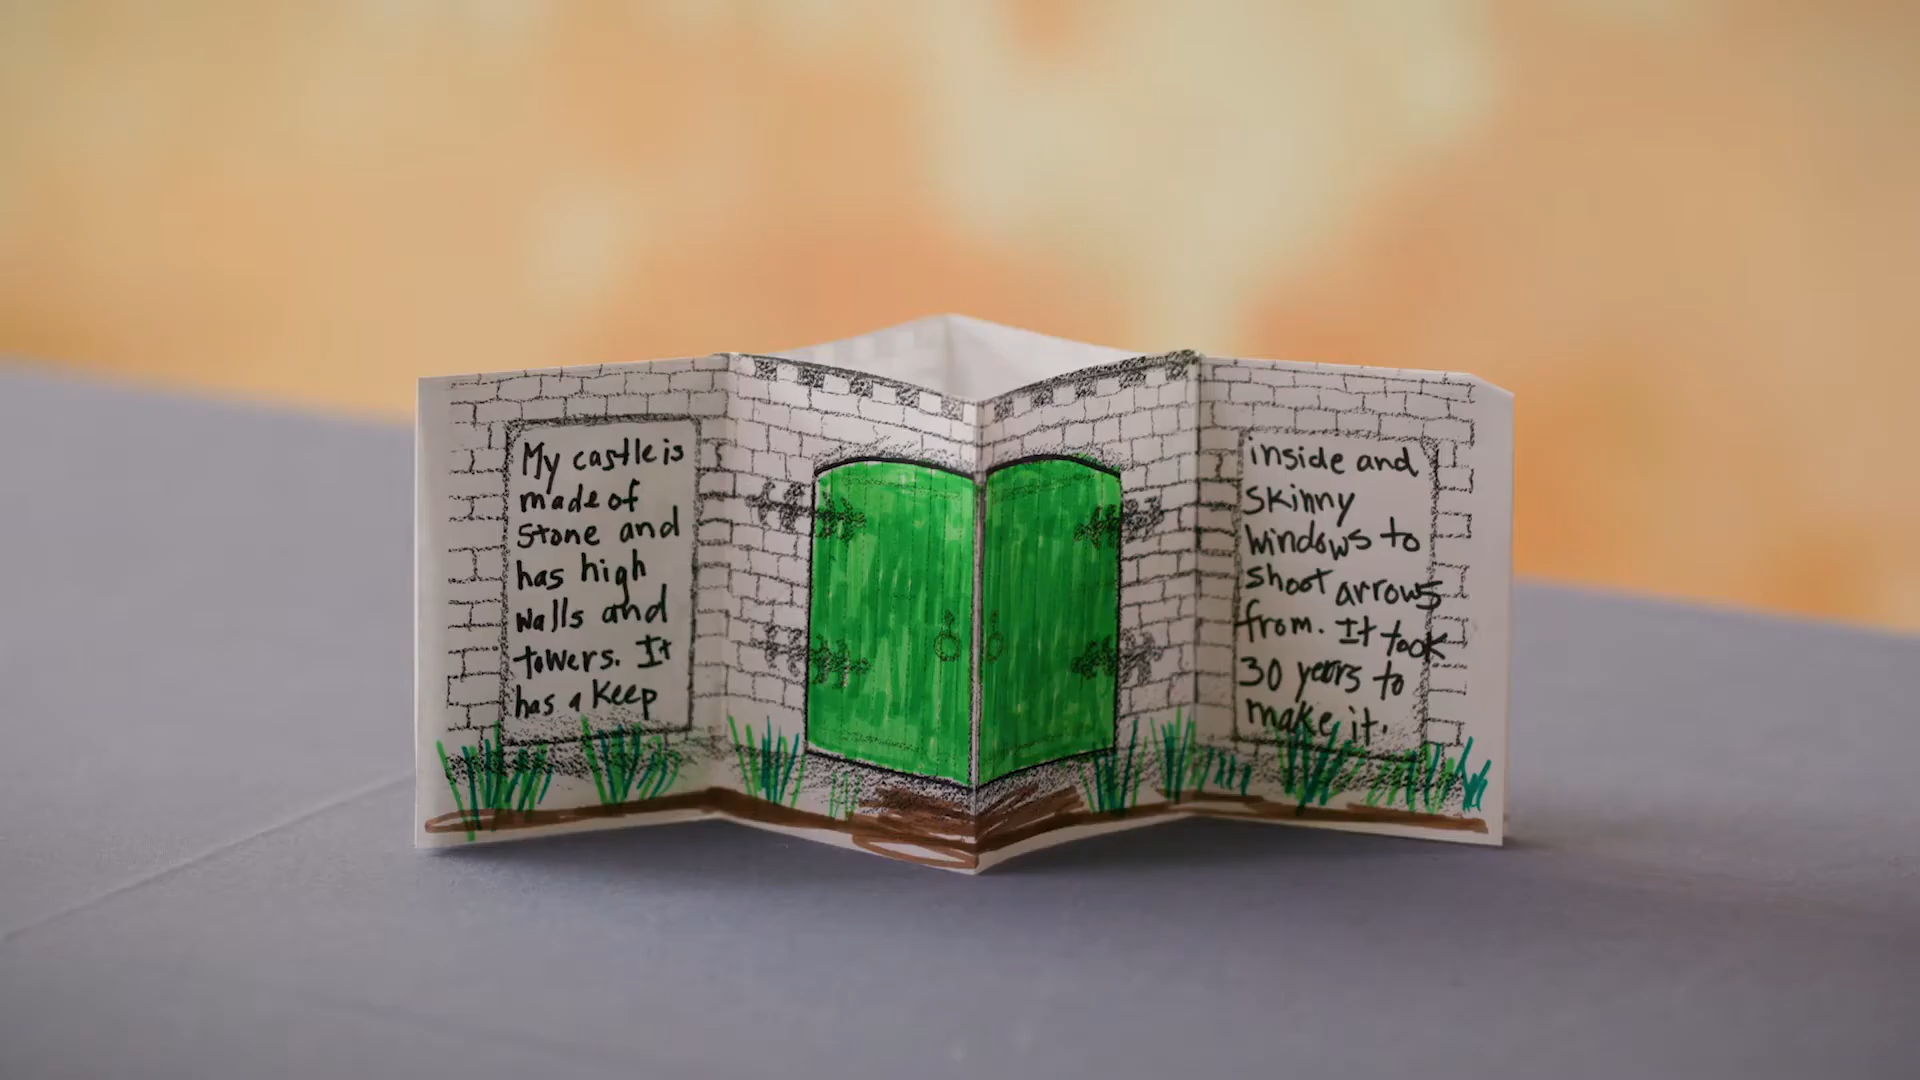 My castle is
made of
stone and
has high
walls and
towers. It
has a keep
inside and
skinny
windows to
shoot arrows
from. It took
30 years to
make it.